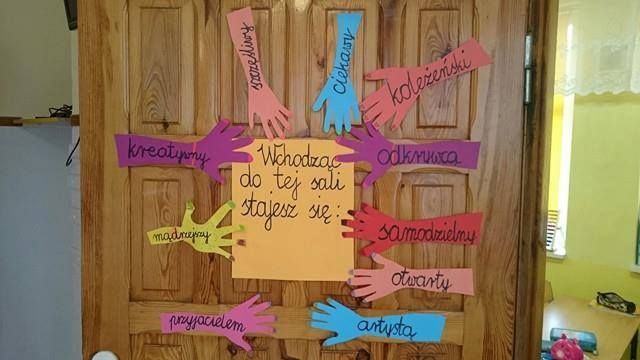 Wchodząc
do tej sali
stajesz się:
szczęśliwy
ciekawy
koleżeński
kreatywny
odkrywcą
mądrzejszy
samodzielny
otwarty
przyjacielem
artystą